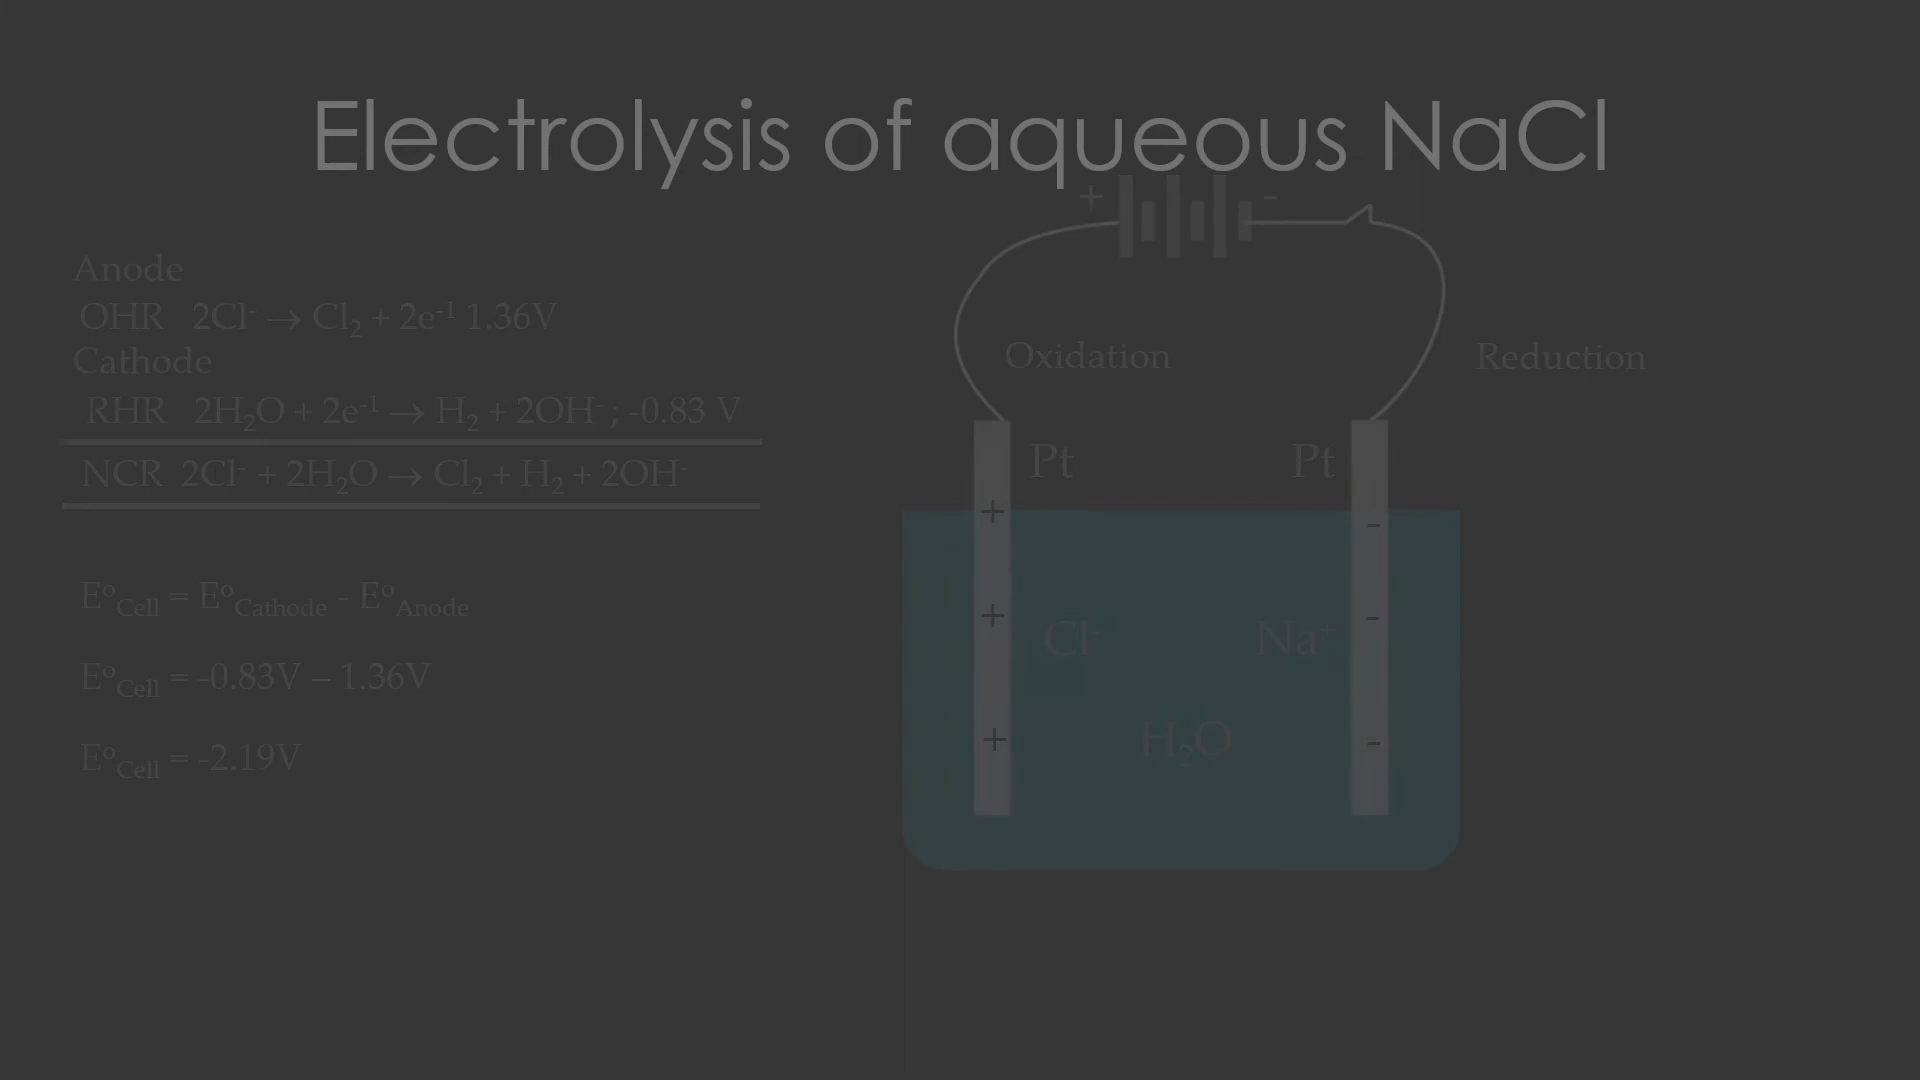 Electrolysis of aqueous NaCl
+ -
Anode
OHR 2Cl⁻ → Cl₂ + 2e⁻¹ 1.36V
Cathode
RHR 2H₂O + 2e⁻¹ → H₂ + 2OH⁻ ; -0.83 V
NCR 2Cl⁻ + 2H₂O → Cl₂ + H₂ + 2OH⁻
E°Cell = E°Cathode - E°Anode
E°Cell = -0.83V – 1.36V
E°Cell = -2.19V
Oxidation
Reduction
Pt
Pt
+ -
+ -
Cl⁻
Na⁺
H₂O
+ -